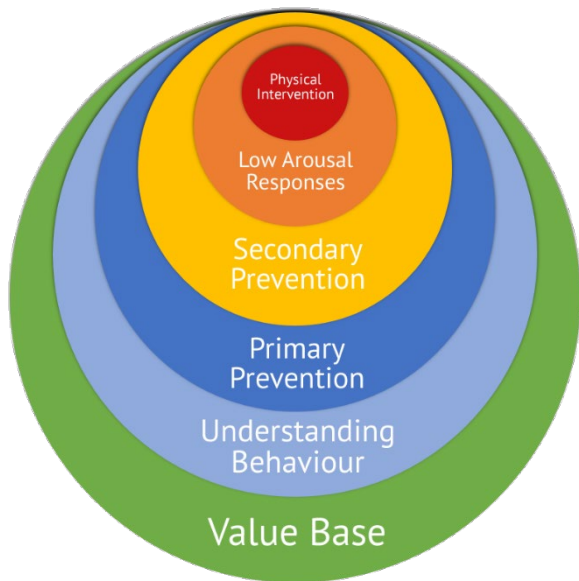 Physical
Intervention
Low Arousal
Responses
Secondary
Prevention
Primary
Prevention
Understanding
Behaviour
Value Base